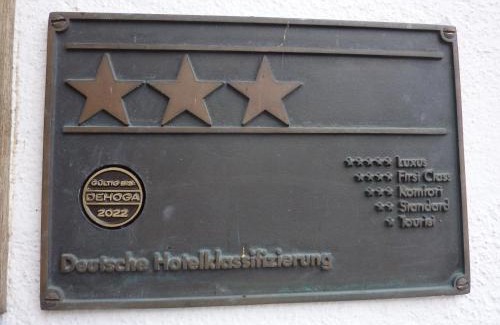 GÜLTIG BIS:
DEHOGA
2022
***** Luxus
**** First Class
*** Komfort
** Standard
* Tourist
Deutsche Hotelklassifizierung